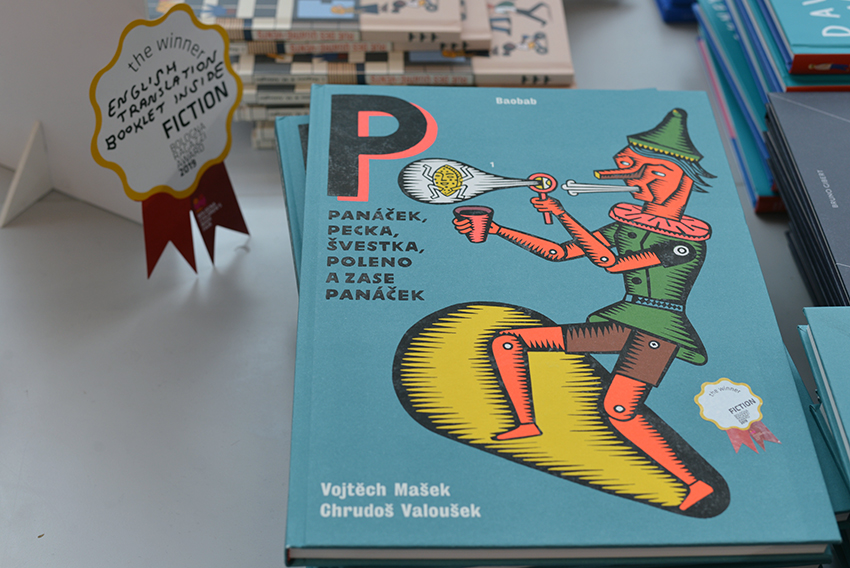 the winner
ENGLISH
TRANSLATION
BOOKLET INSIDE
FICTION
BOLOGNA
RAGAZZI
AWARD
2019
Baobab
P
1
PANÁČEK,
PECKA,
ŠVESTKA,
POLENO
A ZASE
PANÁČEK
the winner
FICTION
Vojtěch Mašek
Chrudoš Valoušek